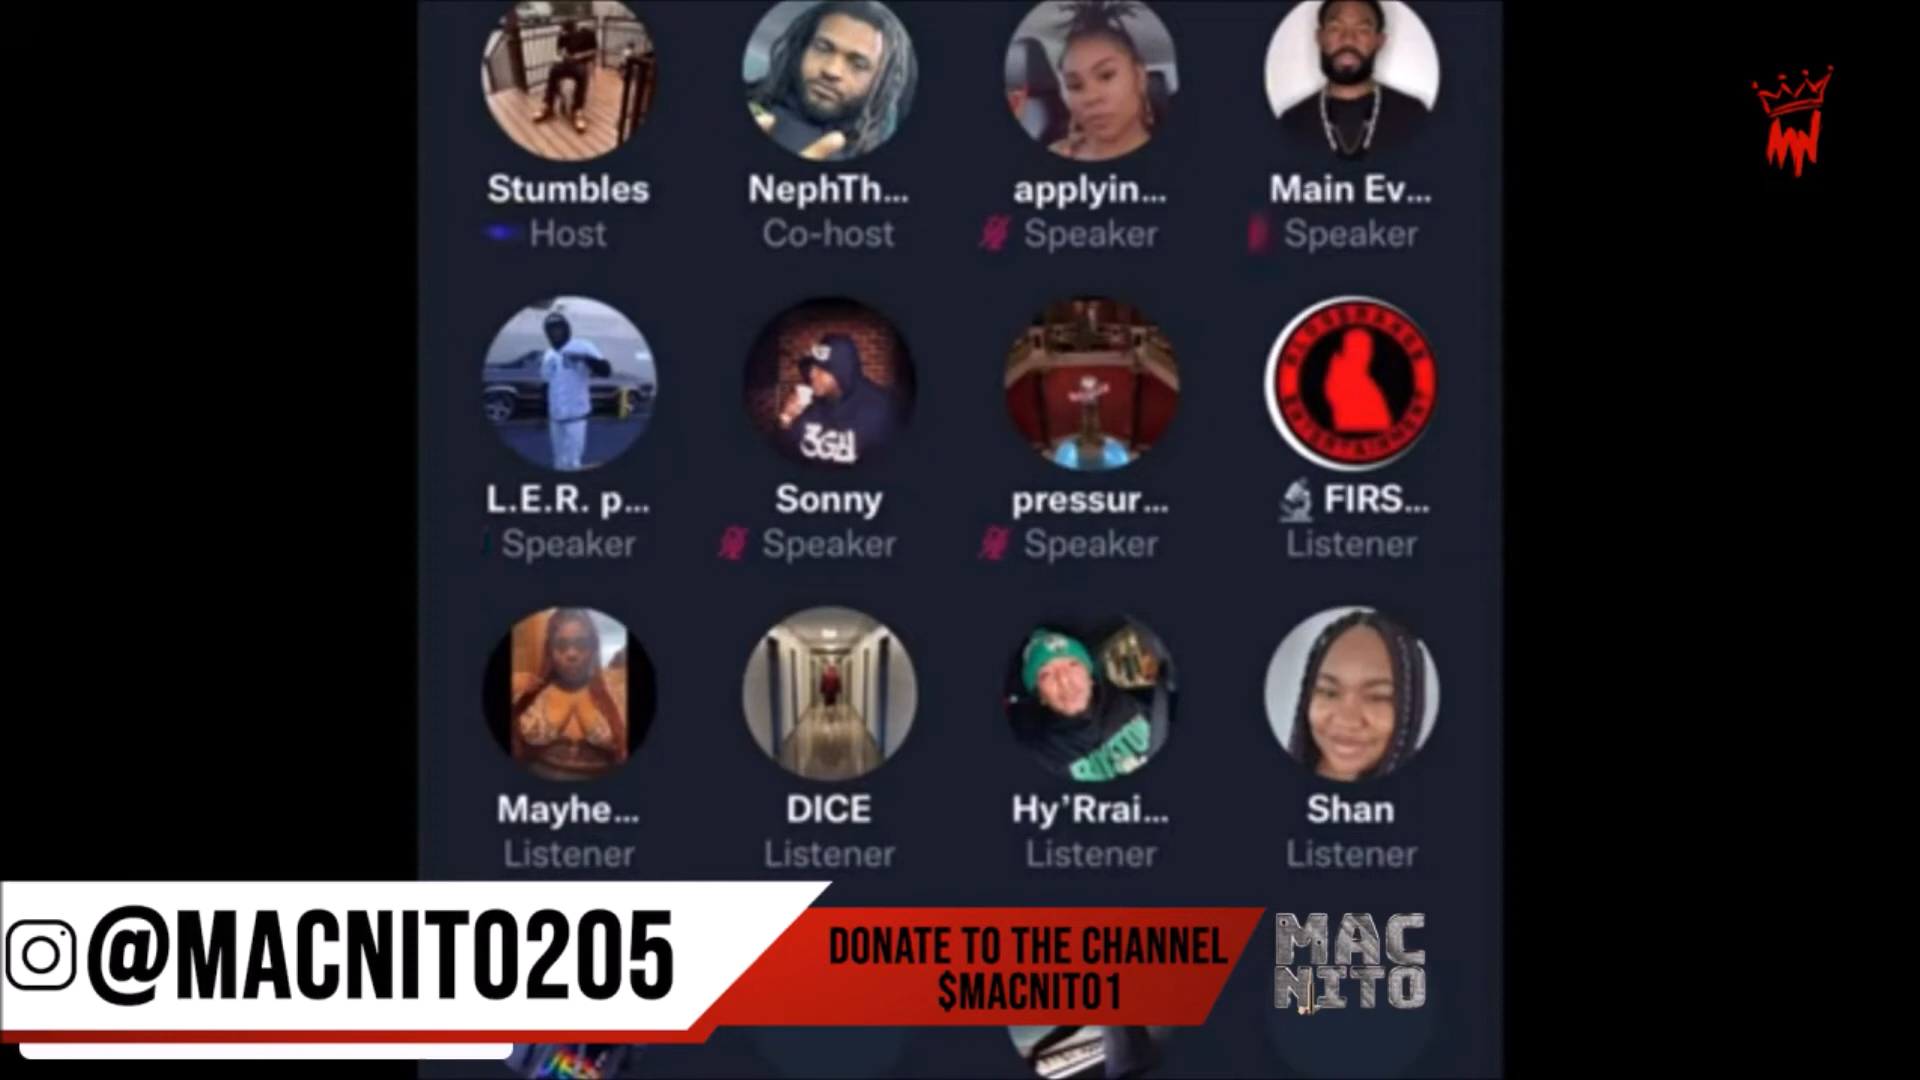 Stumbles NephTh... applyin... Main Ev...
Host Co-host Speaker Speaker
3GH
L.E.R. p... Sonny pressur... FIRS...
Speaker Speaker Speaker Listener
Mayhe... DICE Hy’Rrai... Shan
Listener Listener Listener Listener
@MACNITO205
DONATE TO THE CHANNEL
$MACNITO1
MAC
NITO